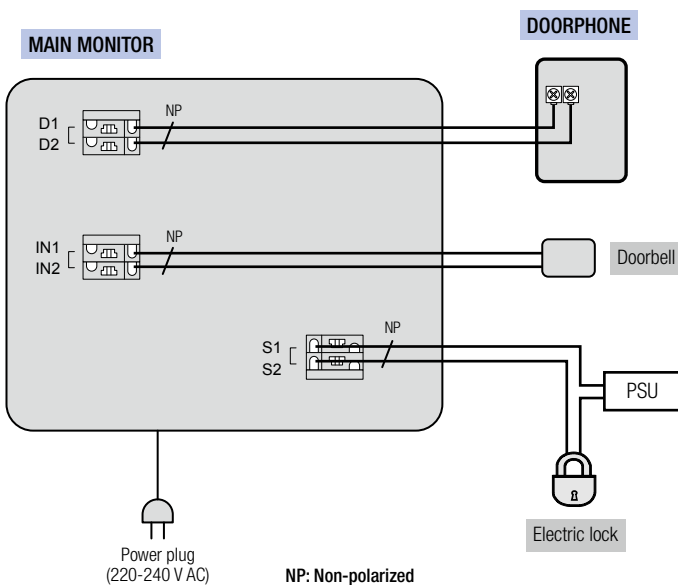 DOORPHONE
MAIN MONITOR
D1
D2
NP
IN1
IN2
NP
Doorbell
S1
S2
NP
PSU
Electric lock
Power plug
(220-240 V AC)
NP: Non-polarized